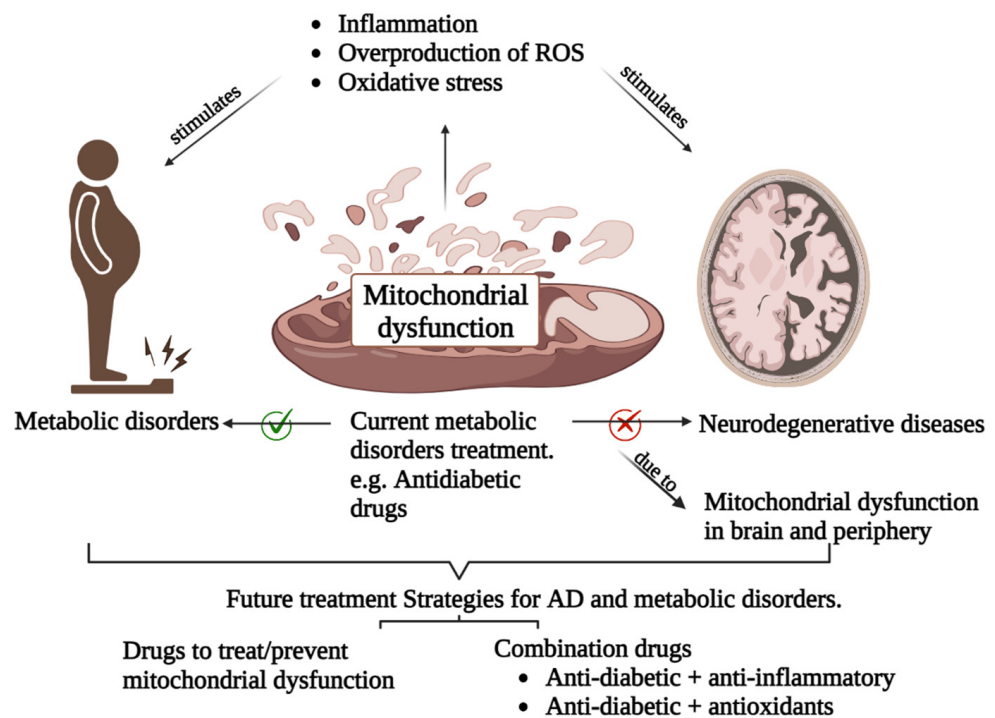 • Inflammation
• Overproduction of ROS
• Oxidative stress
stimulates
stimulates
Mitochondrial
dysfunction
Metabolic disorders
Current metabolic
disorders treatment.
e.g. Antidiabetic
drugs
Neurodegenerative diseases
due to
Mitochondrial dysfunction
in brain and periphery
Future treatment Strategies for AD and metabolic disorders.
Drugs to treat/prevent
mitochondrial dysfunction
Combination drugs
• Anti-diabetic + anti-inflammatory
• Anti-diabetic + antioxidants